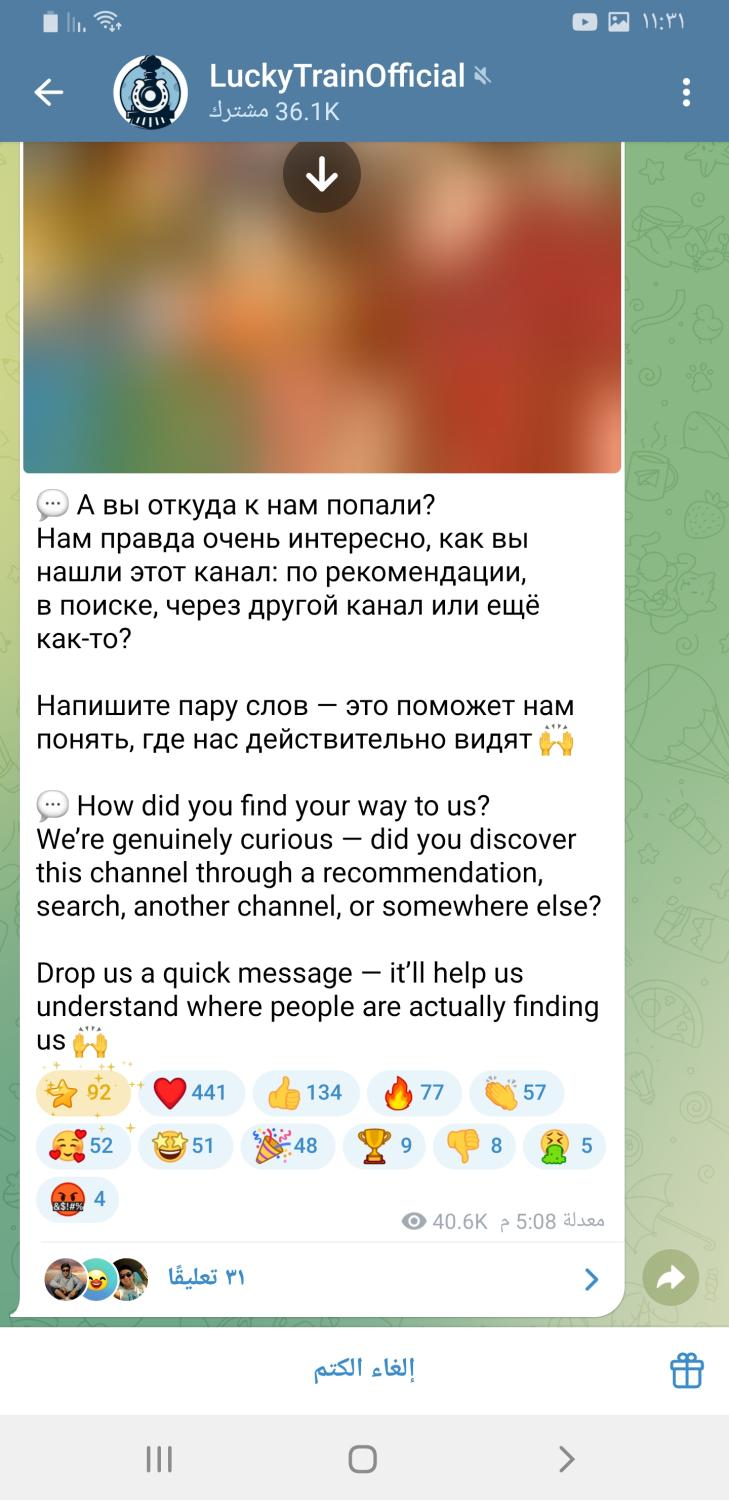 ١١:٣١
LuckyTrainOfficial
36.1K مشترك
💬 А вы откуда к нам попали?
Нам правда очень интересно, как вы
нашли этот канал: по рекомендации,
в поиске, через другой канал или ещё
как-то?
Напишите пару слов — это поможет нам
понять, где нас действительно видят 🙌
💬 How did you find your way to us?
We’re genuinely curious — did you discover
this channel through a recommendation,
search, another channel, or somewhere else?
Drop us a quick message — it’ll help us
understand where people are actually finding
us 🙌
⭐ 92 ❤️ 441 👍 134 🔥 77 👏 57
🥰 52 🤩 51 🎉 48 🏆 9 👎 8 🤮 5
🤬 4
40.6K معدلة 5:08 م
٣١ تعليقًا
إلغاء الكتم